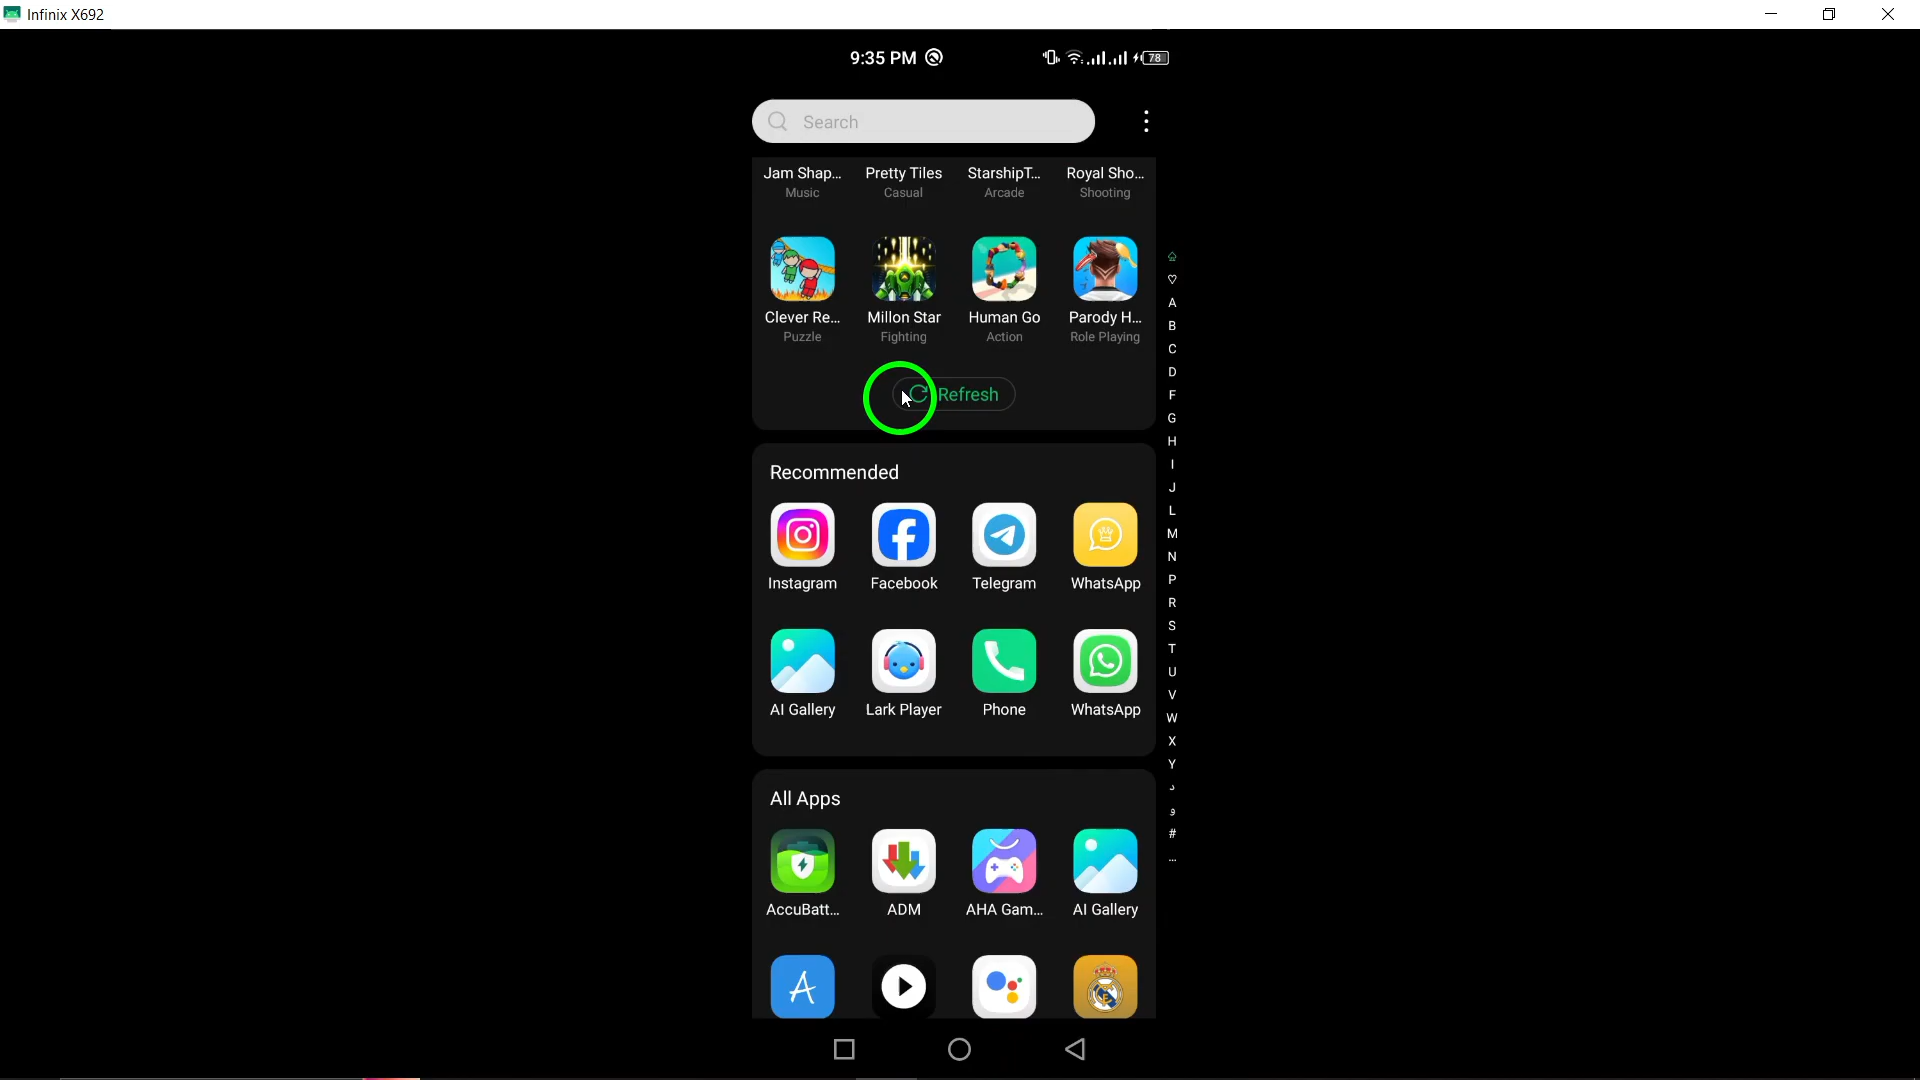 Infinix X692
9:35 PM
78
Search
Jam Shap... Pretty Tiles StarshipT... Royal Sho...
Music Casual Arcade Shooting
Clever Re... Millon Star Human Go Parody H...
Puzzle Fighting Action Role Playing
Refresh
Recommended
Instagram Facebook Telegram WhatsApp
AI Gallery Lark Player Phone WhatsApp
All Apps
AccuBatt... ADM AHA Gam... AI Gallery
A
B
C
D
F
G
H
I
J
L
M
N
P
R
S
T
U
V
W
X
Y
د
و
#
...